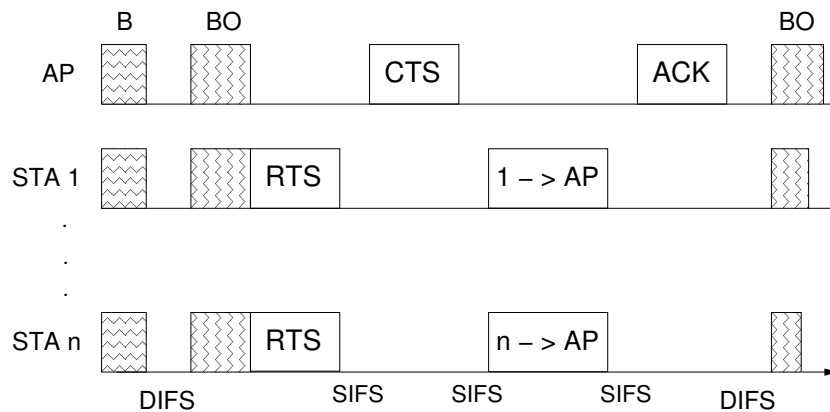 B BO BO
AP CTS ACK
STA 1 RTS 1 – > AP
.
.
.
STA n RTS n – > AP
DIFS SIFS SIFS SIFS DIFS